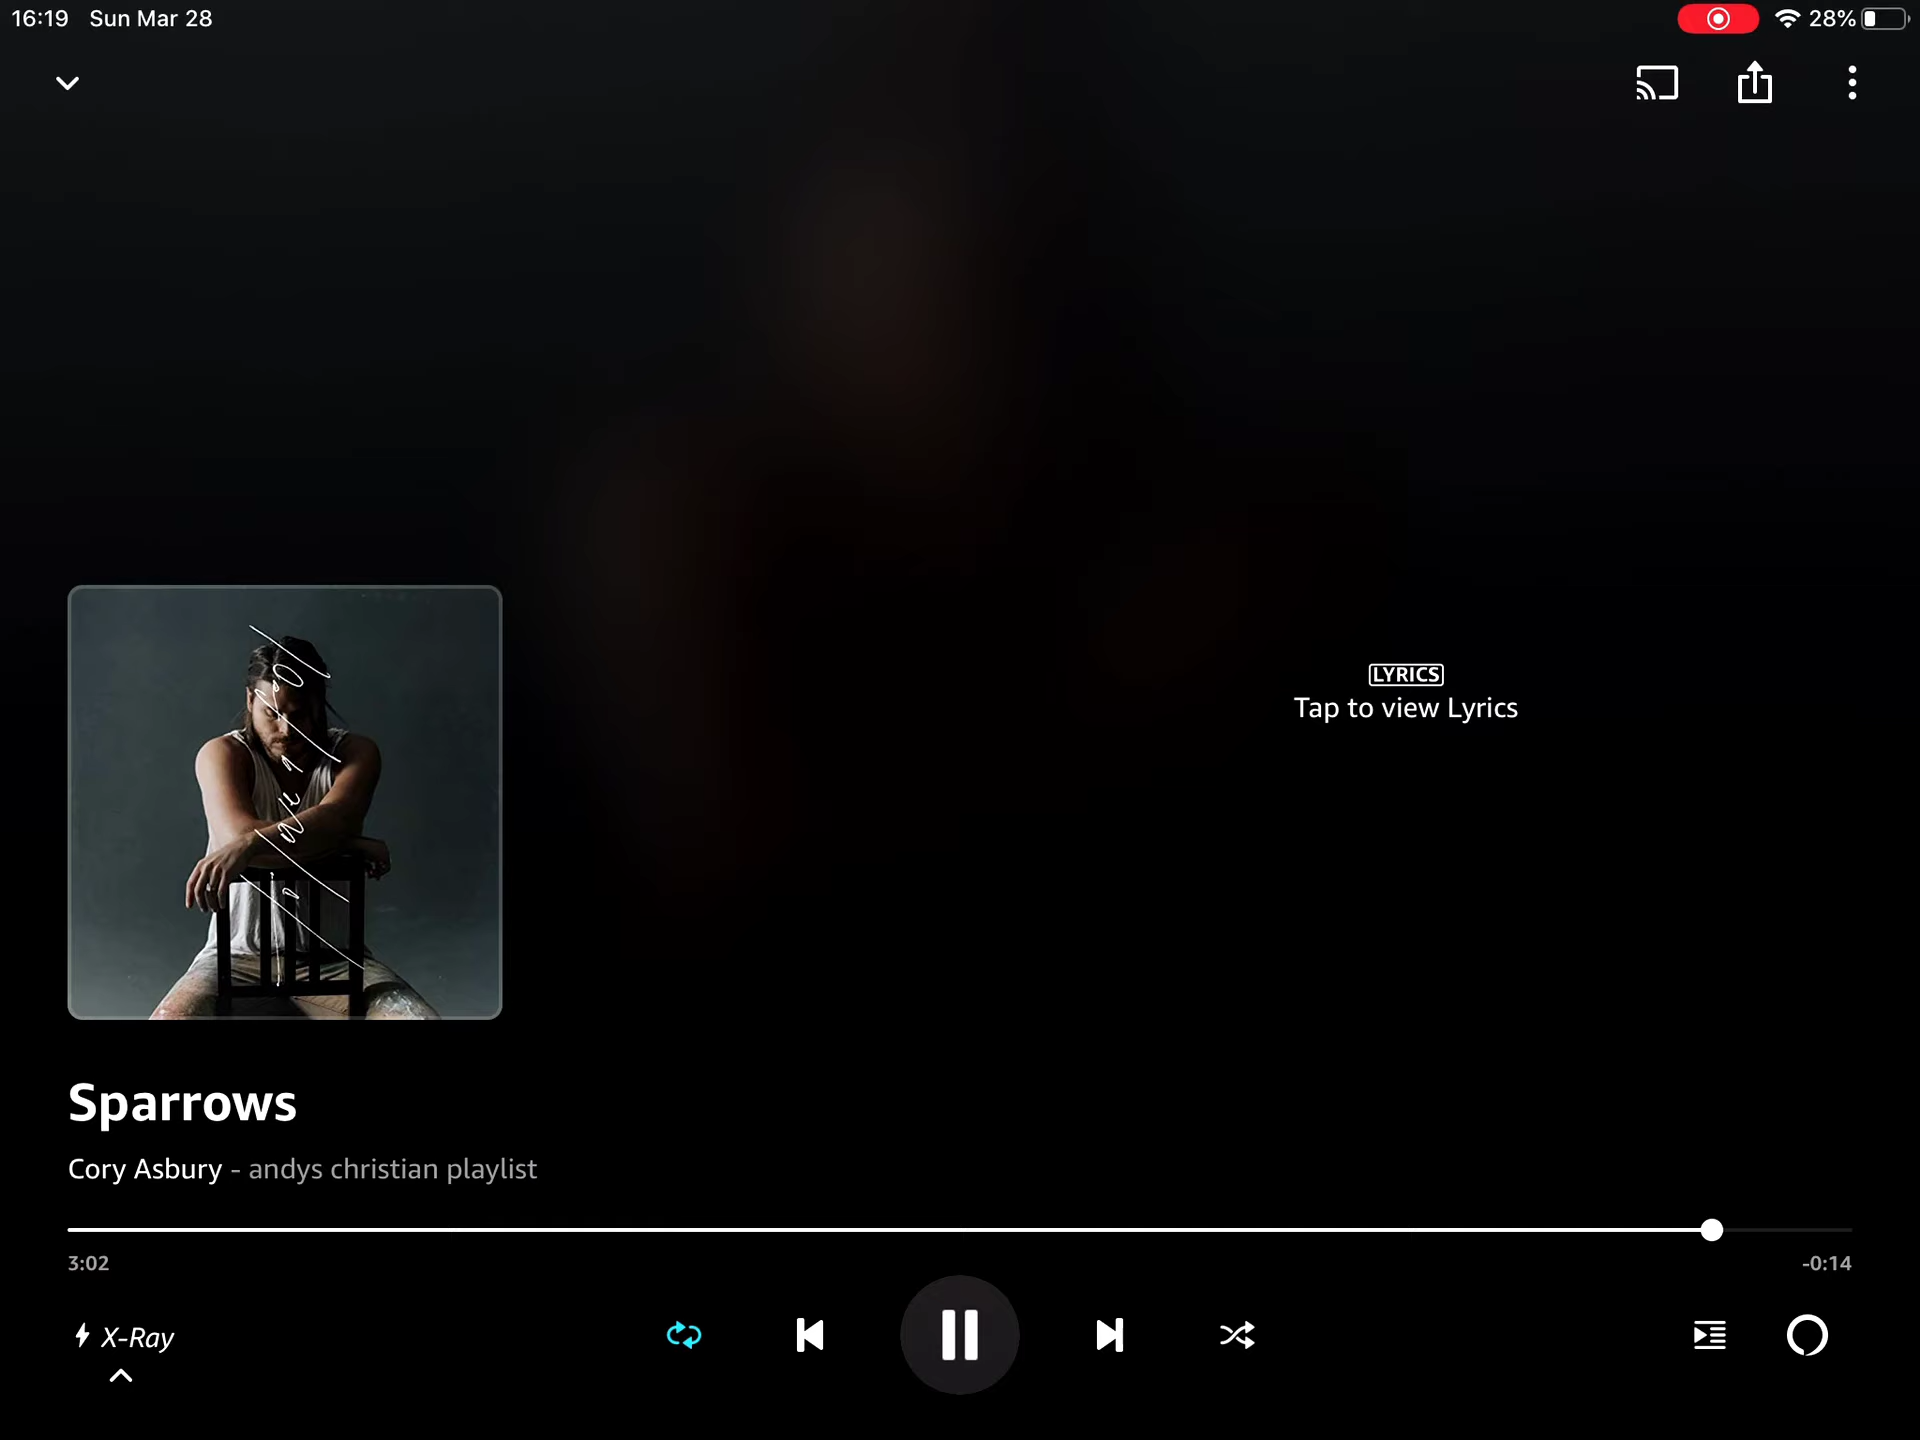 16:19 Sun Mar 28
28%
LYRICS
Tap to view Lyrics
Sparrows
Cory Asbury - andys christian playlist
3:02
-0:14
X-Ray